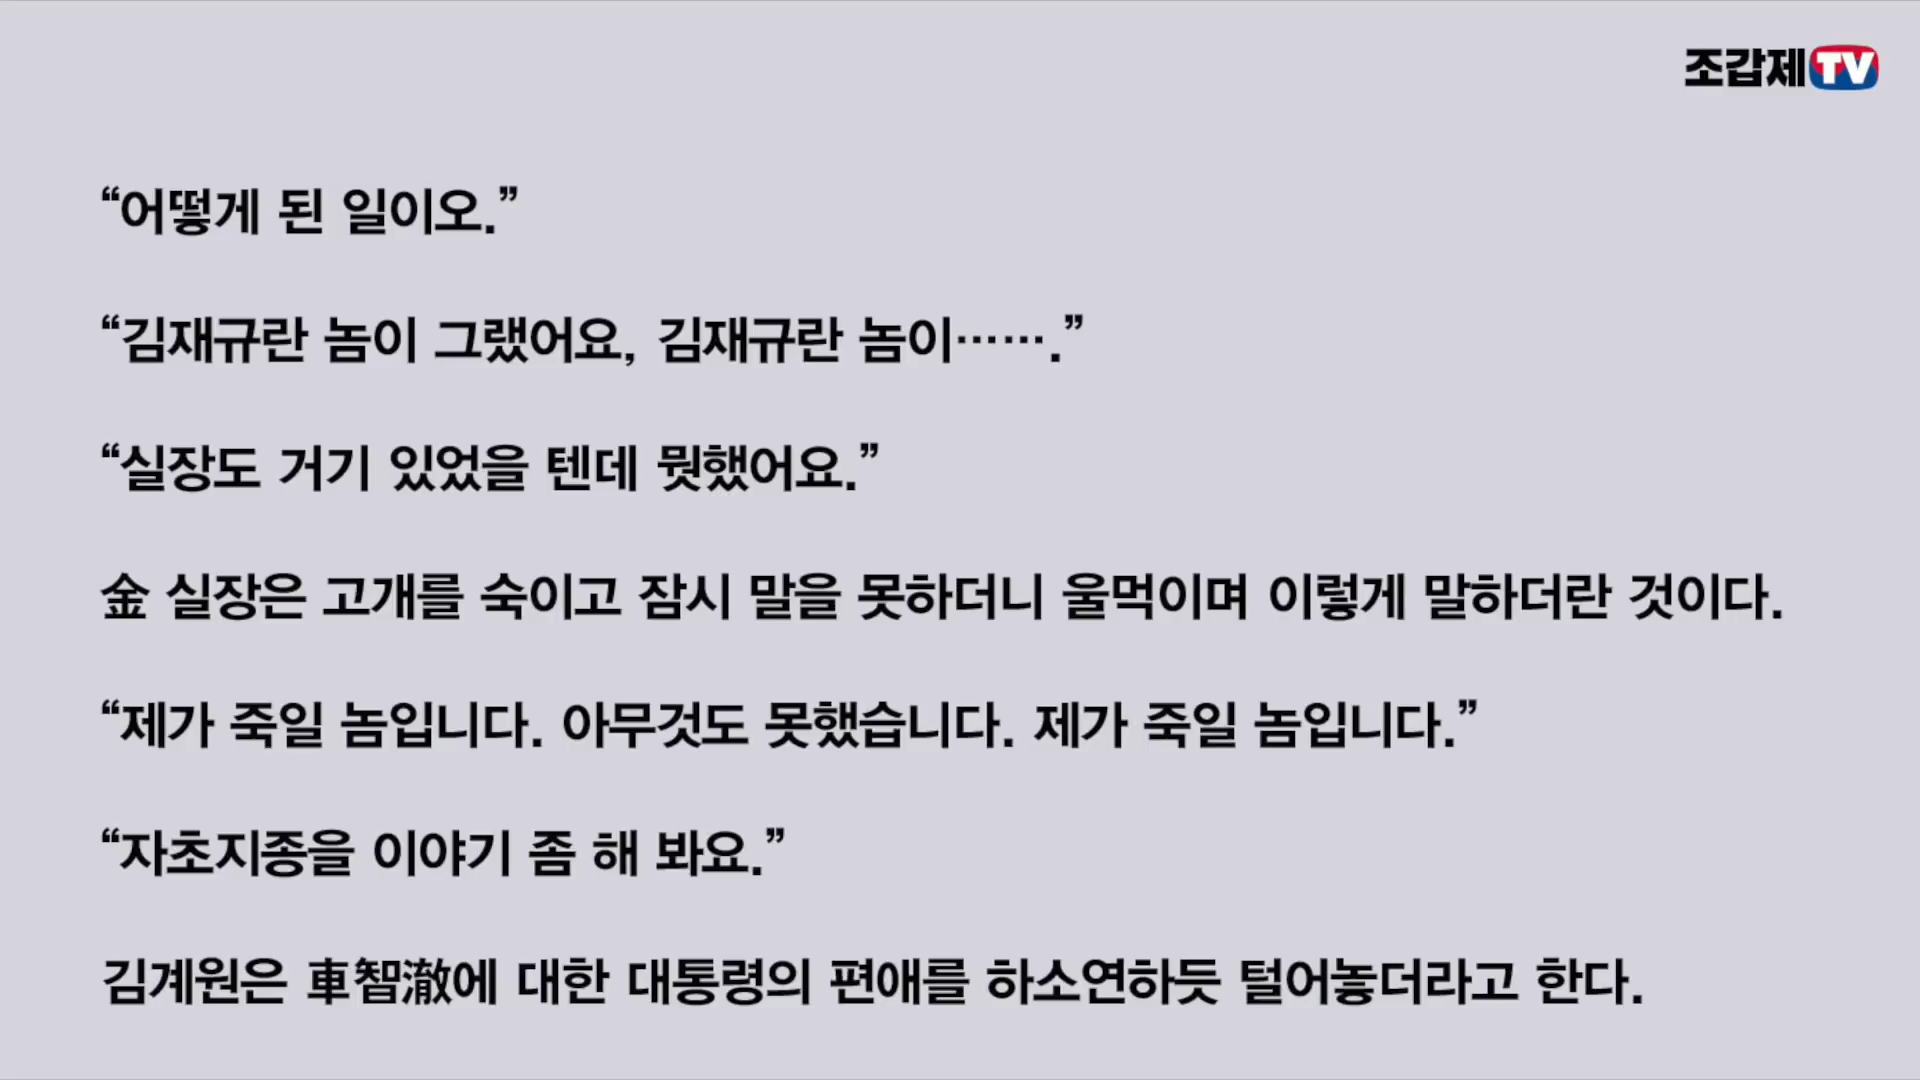 조갑제TV
“어떻게 된 일이오.”
“김재규란 놈이 그랬어요, 김재규란 놈이…….”
“실장도 거기 있었을 텐데 뭣했어요.”
金 실장은 고개를 숙이고 잠시 말을 못하더니 울먹이며 이렇게 말하더란 것이다.
“제가 죽일 놈입니다. 아무것도 못했습니다. 제가 죽일 놈입니다.”
“자초지종을 이야기 좀 해 봐요.”
김계원은 車智澈에 대한 대통령의 편애를 하소연하듯 털어놓더라고 한다.